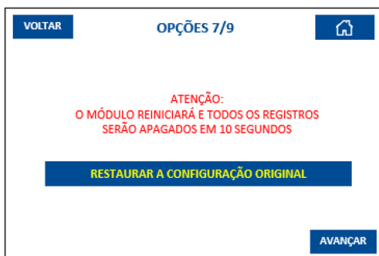 VOLTAR
OPÇÕES 7/9
ATENÇÃO:
O MÓDULO REINICIARÁ E TODOS OS REGISTROS
SERÃO APAGADOS EM 10 SEGUNDOS
RESTAURAR A CONFIGURAÇÃO ORIGINAL
AVANÇAR